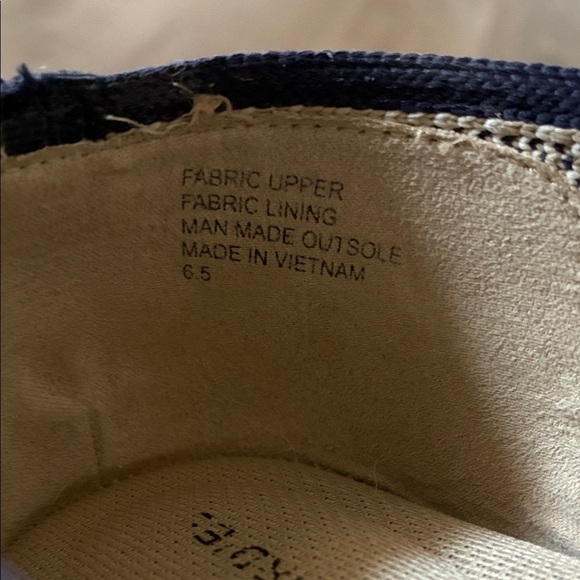 FABRIC UPPER
FABRIC LINING
MAN MADE OUTSOLE
MADE IN VIETNAM
6.5